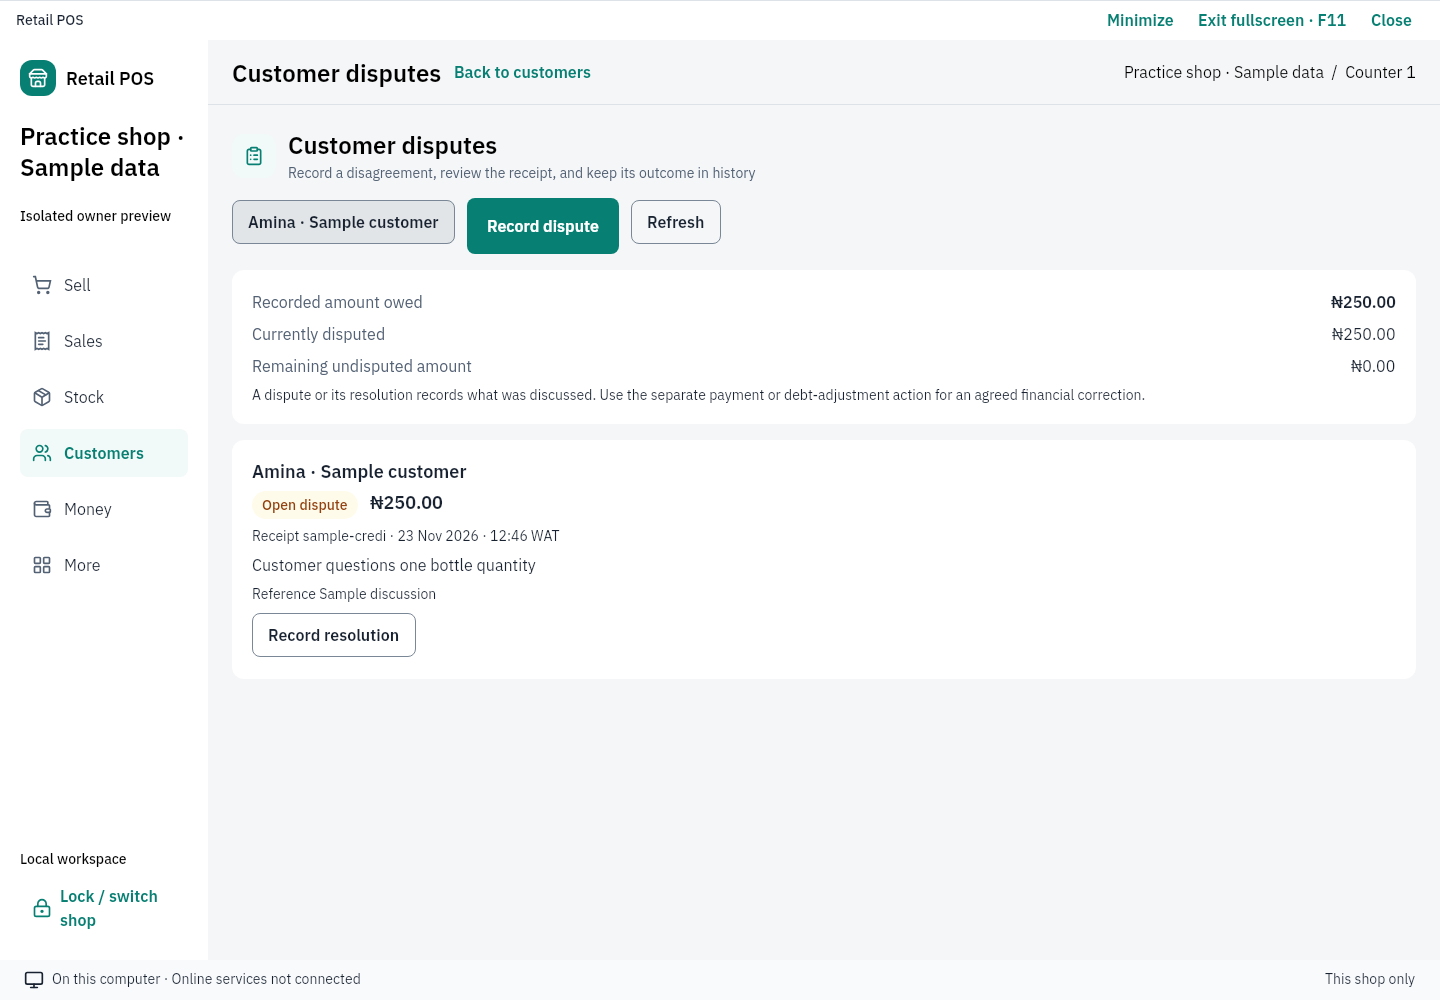 Retail POS
Minimize
Exit fullscreen · F11
Close
Retail POS
Practice shop ·
Sample data
Isolated owner preview
Sell
Sales
Stock
Customers
Money
More
Local workspace
Lock / switch
shop
Customer disputes
Back to customers
Practice shop · Sample data / Counter 1
Customer disputes
Record a disagreement, review the receipt, and keep its outcome in history
Amina · Sample customer
Record dispute
Refresh
Recorded amount owed
₦250.00
Currently disputed
₦250.00
Remaining undisputed amount
₦0.00
A dispute or its resolution records what was discussed. Use the separate payment or debt-adjustment action for an agreed financial correction.
Amina · Sample customer
Open dispute
₦250.00
Receipt sample-credi · 23 Nov 2026 · 12:46 WAT
Customer questions one bottle quantity
Reference Sample discussion
Record resolution
On this computer · Online services not connected
This shop only